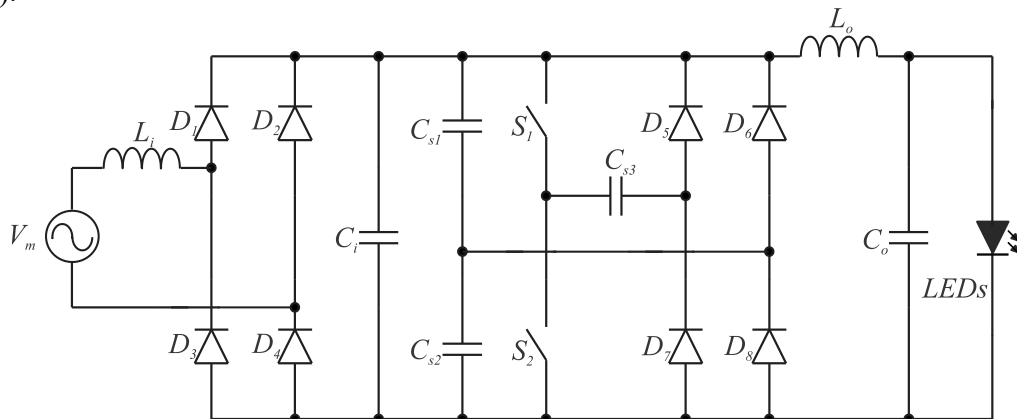 ).
L_o
D_1
D_2
L_i
C_s1
S_1
D_5
D_6
C_s3
V_m
C_i
C_o
LEDs
D_3
D_4
C_s2
S_2
D_7
D_8